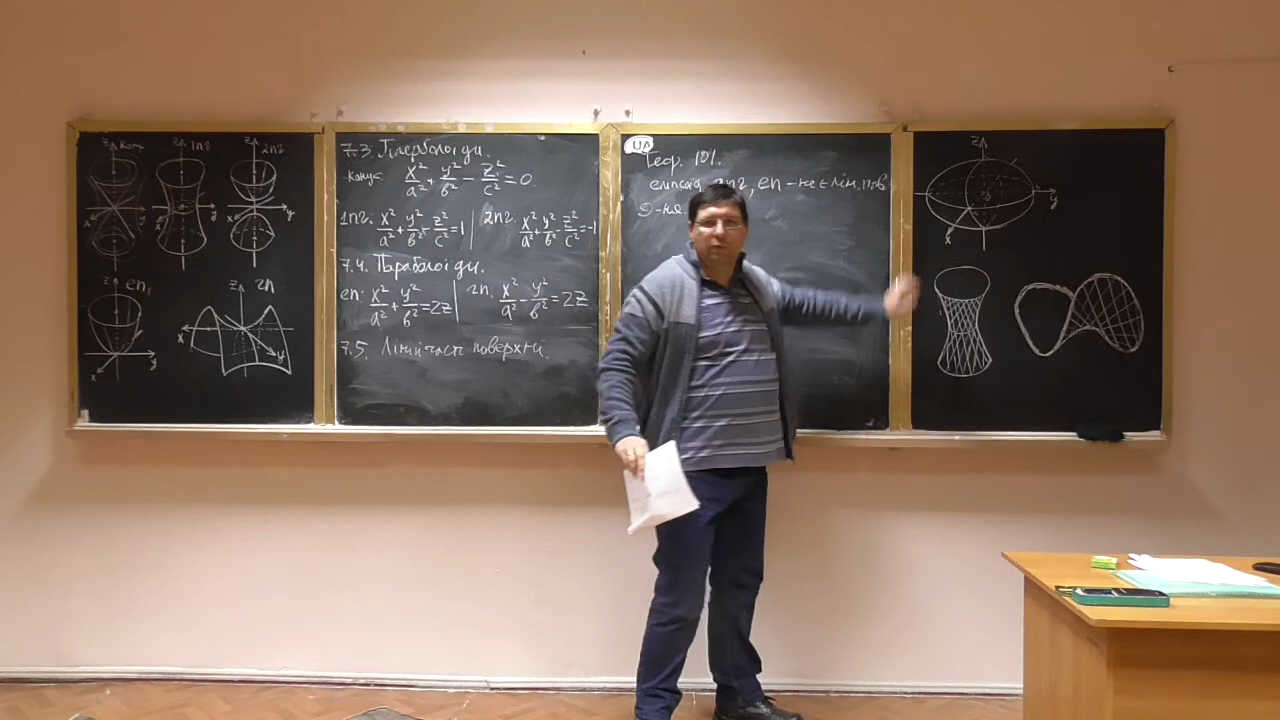 z Конус
z 1пг
z 2пг
x y
x y
x y
z еп
z гп
x y
x y
7.3. Гіперболоїди.
Конус: x²/a² + y²/b² − z²/c² = 0.
1пг: x²/a² + y²/b² − z²/c² = 1 | 2пг: x²/a² + y²/b² − z²/c² = −1
7.4. Параболоїди.
еп: x²/a² + y²/b² = 2z | гп: x²/a² − y²/b² = 2z
7.5. Лінійчаті поверхні.
UA
Теор. 101.
еліпсоїд, 2пг, еп – не є лін. пов
Д-ня.
z
y
x